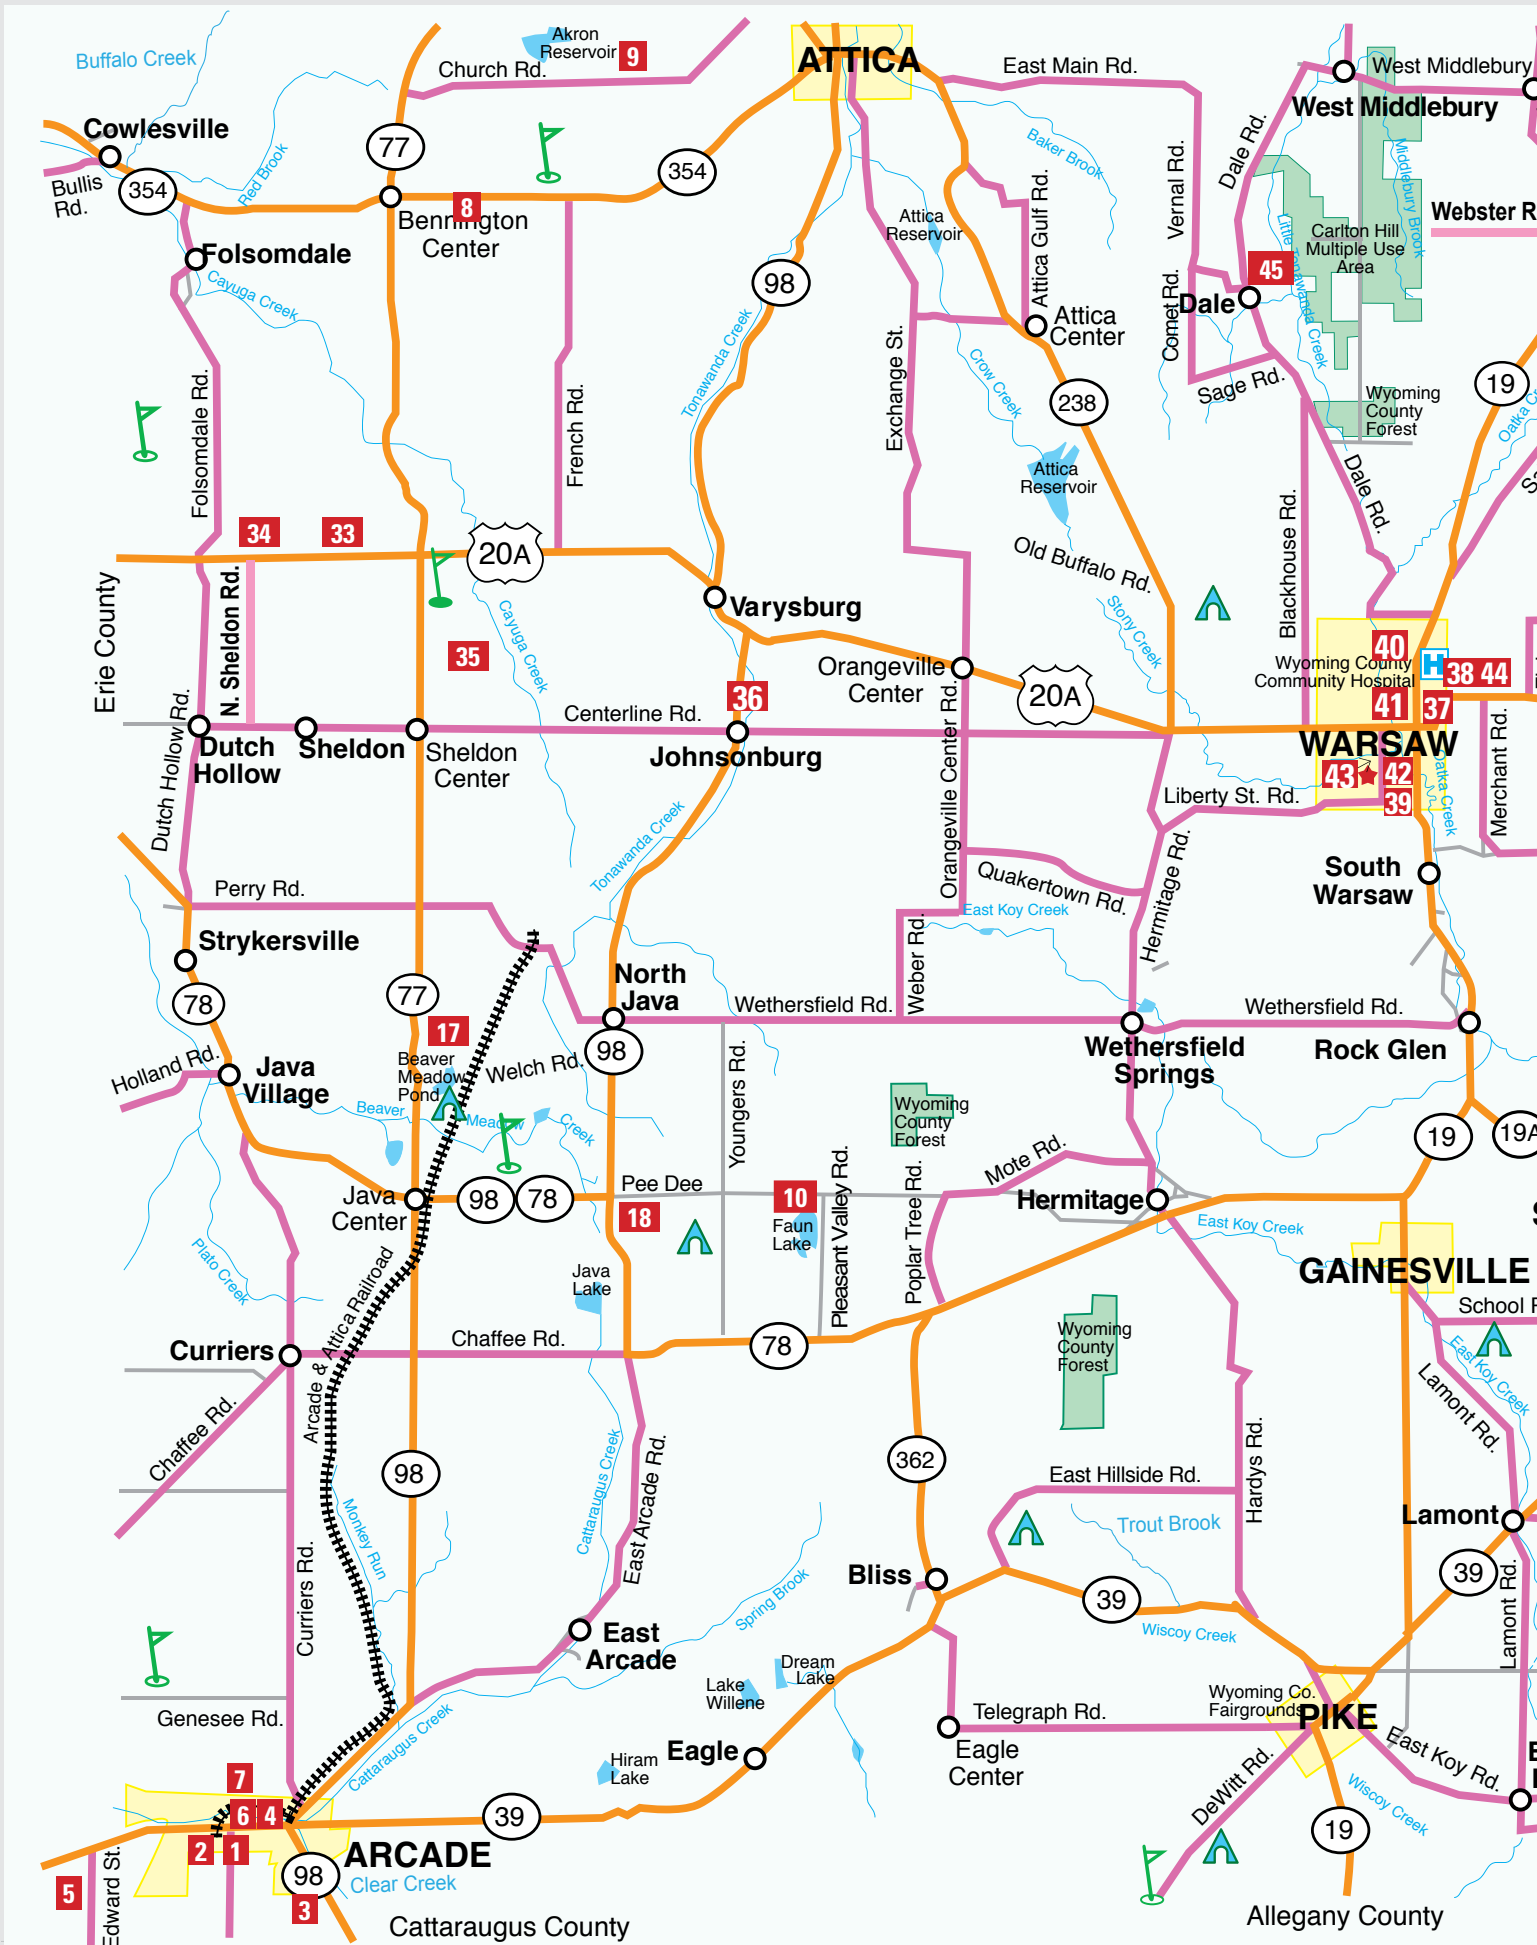 Buffalo Creek
Akron
Reservoir
9
Church Rd.
ATTICA
East Main Rd.
West Middlebury
West Middlebury
Cowlesville
77
354
354
Bullis
Rd.
Red Brook
8
Bennington
Center
Folsomdale
Cayuga Creek
Baker Brook
Attica
Reservoir
Attica Gulf Rd.
Vernal Rd.
Dale Rd.
Middlebury Brook
Little Tonawanda Creek
Carlton Hill
Multiple Use
Area
Webster R
45
Dale
Comet Rd.
98
Tonawanda Creek
Exchange St.
Attica
Center
Crow Creek
238
Sage Rd.
19
Wyoming
County
Forest
Oatka C
S
Folsomdale Rd.
French Rd.
Attica
Reservoir
Dale Rd.
Blackhouse Rd.
34
33
20A
Old Buffalo Rd.
Stony Creek
Erie County
N. Sheldon Rd.
35
Cayuga Creek
Varysburg
Orangeville
Center
20A
40
Wyoming County
Community Hospital
H
38
44
41
37
36
Centerline Rd.
Dutch
Hollow
Sheldon
Sheldon
Center
Johnsonburg
WARSAW
43
42
39
Dutch Hollow Rd.
Orangeville Center Rd.
Liberty St. Rd.
Oatka Creek
Merchant Rd.
Tonawanda Creek
Quakertown Rd.
Hermitage Rd.
South
Warsaw
Perry Rd.
East Koy Creek
Strykersville
78
77
Weber Rd.
North
Java
Wethersfield Rd.
Wethersfield Rd.
17
98
Wethersfield
Springs
Rock Glen
Holland Rd.
Java
Village
Beaver
Meadow
Pond
Welch Rd.
Beaver
Meadow
Creek
Youngers Rd.
Wyoming
County
Forest
19
19A
Mote Rd.
Java
Center
98
78
Pee Dee
18
10
Faun
Lake
Pleasant Valley Rd.
Poplar Tree Rd.
Hermitage
East Koy Creek
S
Plato Creek
Java
Lake
GAINESVILLE
School R
Arcade & Attica Railroad
Curriers
Chaffee Rd.
78
Wyoming
County
Forest
East Koy Creek
Lamont Rd.
Chaffee Rd.
98
Cattaraugus Creek
East Arcade Rd.
362
East Hillside Rd.
Hardys Rd.
Trout Brook
Lamont
Monkey Run
Curriers Rd.
Bliss
39
39
Spring Brook
Wiscoy Creek
Lamont Rd.
East
Arcade
Dream
Lake
Lake
Willene
Wyoming Co.
Fairgrounds
PIKE
Genesee Rd.
Telegraph Rd.
Cattaraugus Creek
Eagle
Eagle
Center
East Koy Rd.
Hiram
Lake
DeWitt Rd.
Wiscoy Creek
7
6
4
2
1
39
19
ARCADE
98
Clear Creek
5
Edward St.
3
Cattaraugus County
Allegany County